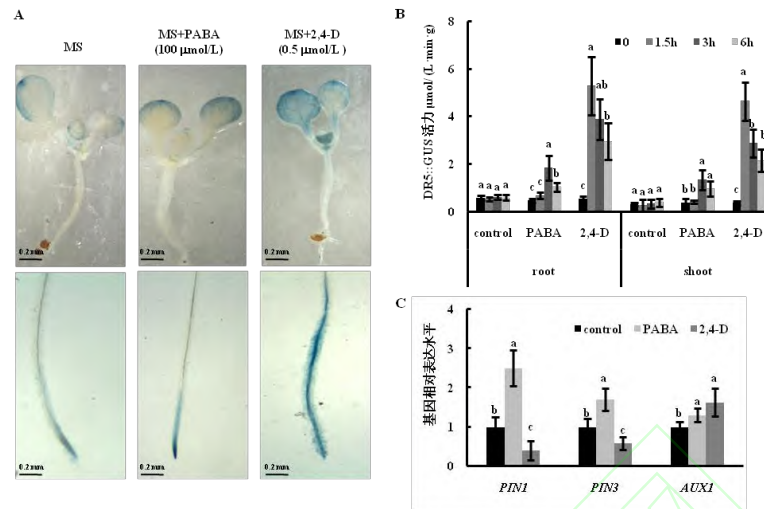 A
MS
MS+PABA
(100 μmol/L)
MS+2,4-D
(0.5 μmol/L )
0.2 mm
0.2 mm
0.2 mm
0.2 mm
0.2 mm
0.2 mm
B
DR5::GUS 活力 μmol/ (L·min·g)
8
6
4
2
0
0 1.5h 3h 6h
a a a a
c c a b
c a ab b
a a a a
b b a a
c a b b
control PABA 2,4-D control PABA 2,4-D
root shoot
C
基因相对表达水平
4
3
2
1
0
control PABA 2,4-D
b a c
b a c
b a a
PIN1 PIN3 AUX1